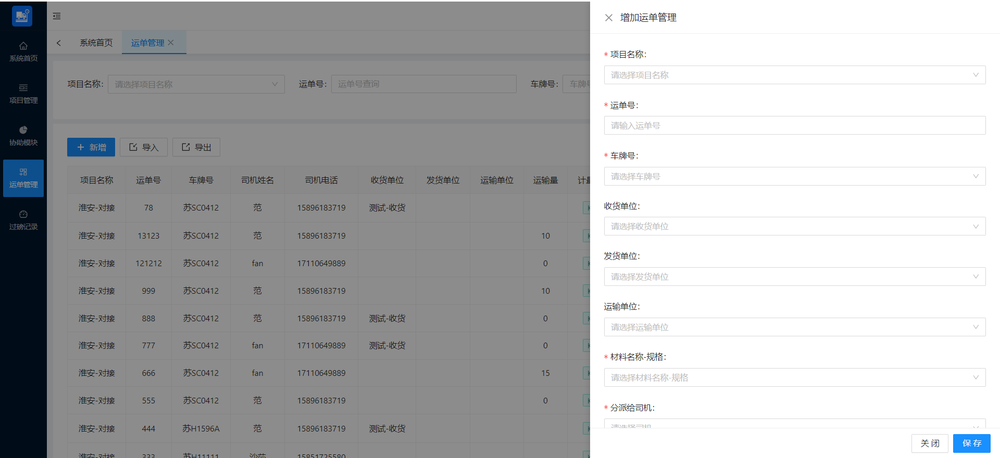 系统首页
项目管理
协助模块
运单管理
过磅记录
系统首页 运单管理
项目名称: 请选择项目名称 运单号: 运单号查询 车牌号: 车牌
新增 导入 导出
项目名称 运单号 车牌号 司机姓名 司机电话 收货单位 发货单位 运输单位 运输量 计量
淮安-对接 78 苏SC0412 范 15896183719 测试-收货
淮安-对接 13123 苏SC0412 范 15896183719 10
淮安-对接 121212 苏SC0412 fan 17110649889 0
淮安-对接 999 苏SC0412 范 15896183719 10
淮安-对接 888 苏SC0412 范 15896183719 测试-收货 0
淮安-对接 777 苏SC0412 fan 17110649889 测试-收货 0
淮安-对接 666 苏SC0412 fan 17110649889 15
淮安-对接 555 苏SC0412 范 15896183719 0
淮安-对接 444 苏H1596A 范 15896183719 测试-收货
淮安-对接 333 苏H11111 沙莎 15851725580
增加运单管理
* 项目名称:
请选择项目名称
* 运单号:
请输入运单号
* 车牌号:
请选择车牌号
收货单位:
请选择收货单位
发货单位:
请选择发货单位
运输单位:
请选择运输单位
* 材料名称-规格:
请选择材料名称-规格
* 分派给司机:
请选择司机
关 闭 保 存